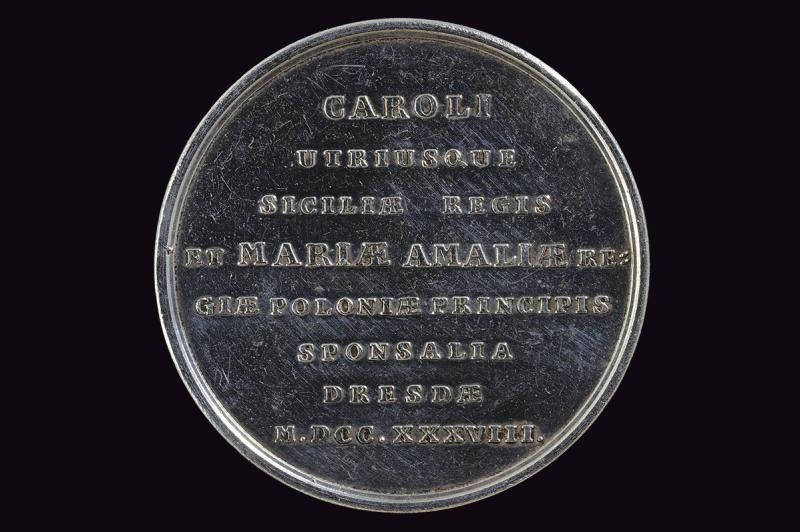 CAROLI
UTRIUSQUE
SICILIÆ REGIS
ET MARIÆ AMALIÆ RE=
GIÆ POLONIÆ PRINCIPIS
SPONSALIA
DRESDÆ
M.DCC.XXXVIII.